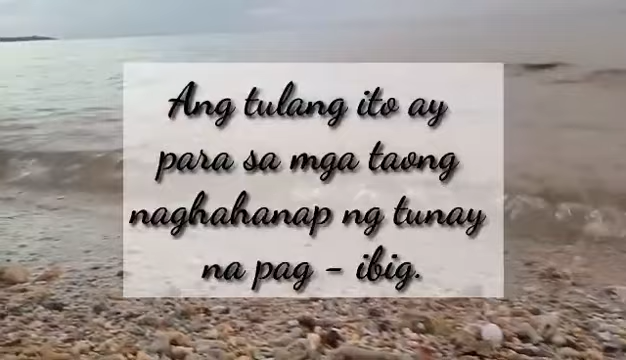 Ang tulang ito ay
para sa mga taong
naghahanap ng tunay
na pag - ibig.